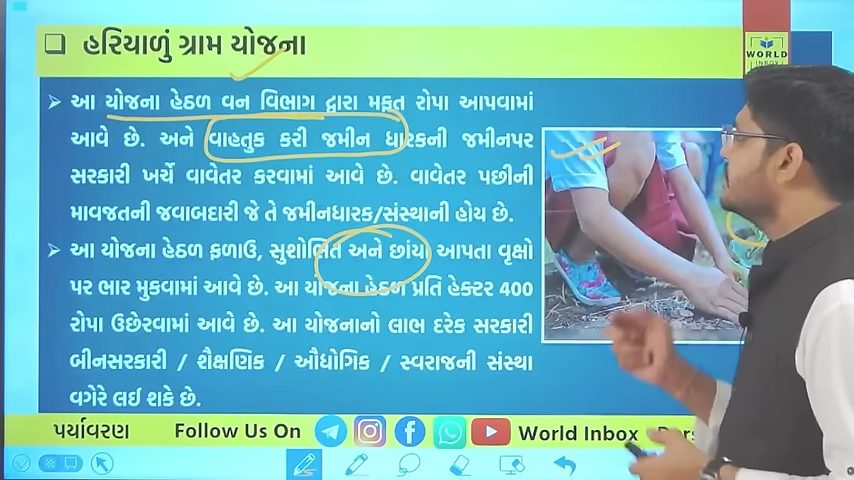 હરિયાળું ગ્રામ યોજના
WORLD
INBOX
આ યોજના હેઠળ વન વિભાગ દ્વારા મફત રોપા આપવામાં
આવે છે. અને વાહતુક કરી જમીન ધારકની જમીનપર
સરકારી ખર્ચે વાવેતર કરવામાં આવે છે. વાવેતર પછીની
માવજતની જવાબદારી જે તે જમીનધારક/સંસ્થાની હોય છે.
આ યોજના હેઠળ ફળાઉ, સુશોભિત અને છાંયા આપતા વૃક્ષો
પર ભાર મુકવામાં આવે છે. આ યોજના હેઠળ પ્રતિ હેક્ટર 400
રોપા ઉછેરવામાં આવે છે. આ યોજનાનો લાભ દરેક સરકારી
બીનસરકારી / શૈક્ષણિક / ઔદ્યોગિક / સ્વરાજની સંસ્થા
વગેરે લઈ શકે છે.
પર્યાવરણ Follow Us On World Inbox